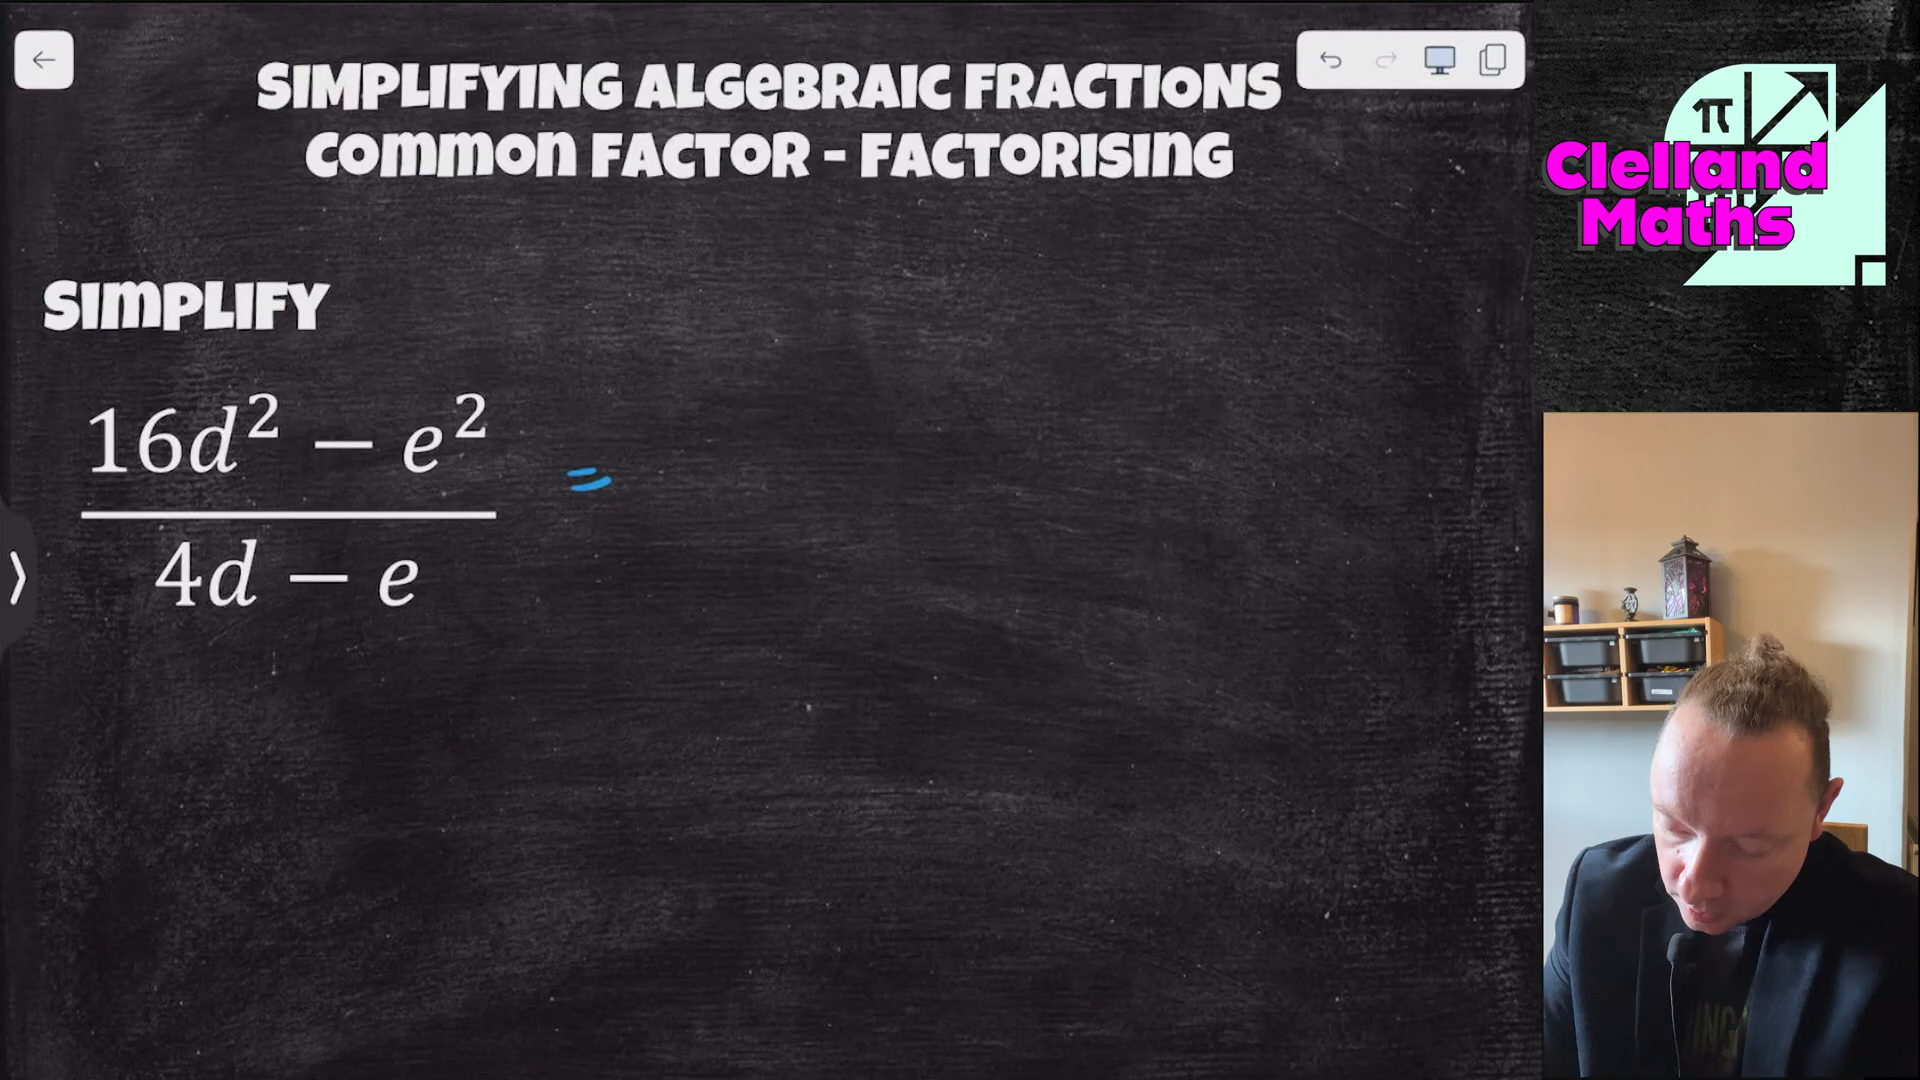 SIMPLIFYING ALGEBRAIC FRACTIONS
COMMON FACTOR - FACTORISING
SIMPLIFY
16d² − e²
4d − e
=
π
Clelland
Maths